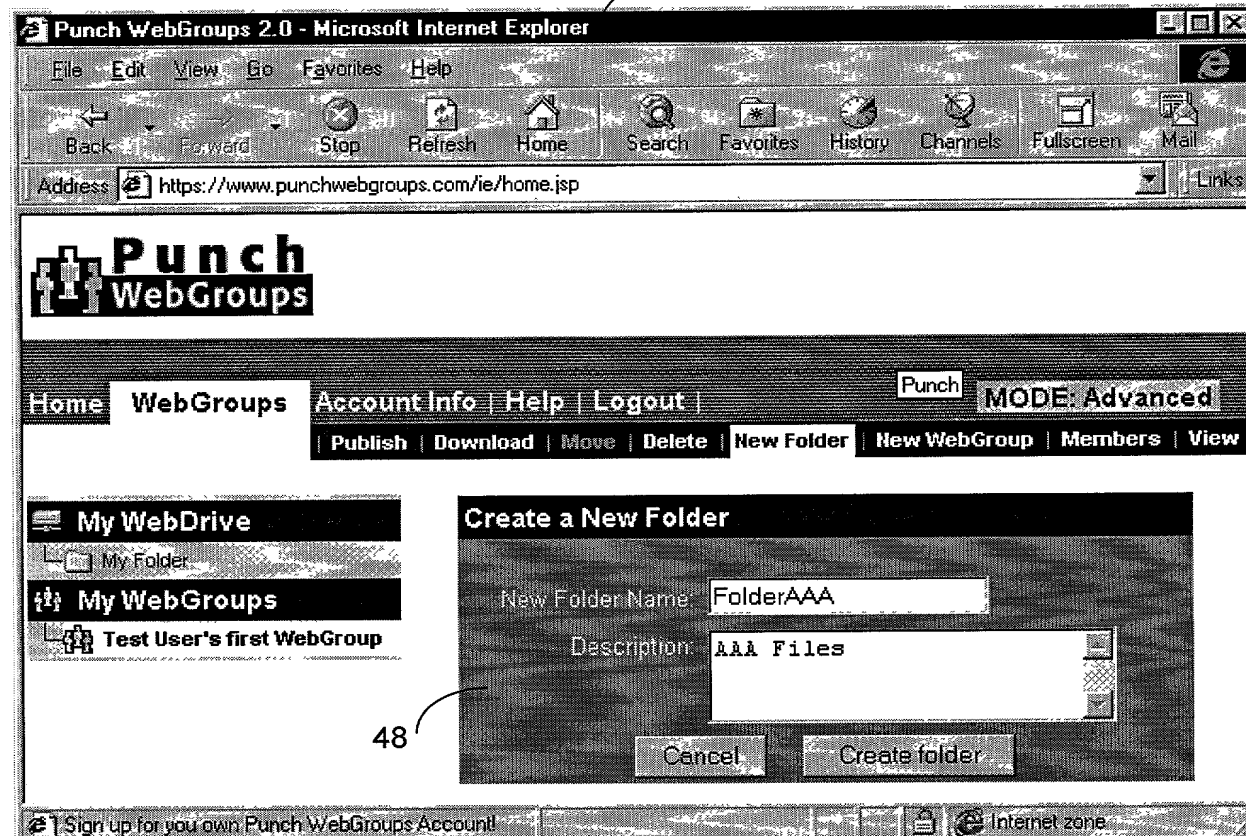 Punch WebGroups 2.0 - Microsoft Internet Explorer
File Edit View Go Favorites Help
Back Forward Stop Refresh Home Search Favorites History Channels Fullscreen Mail
Address https://www.punchwebgroups.com/ie/home.jsp Links
Punch
WebGroups
Punch
Home WebGroups Account Info | Help | Logout | MODE: Advanced
| Publish | Download | Move | Delete | New Folder | New WebGroup | Members | View
My WebDrive
My Folder
My WebGroups
Test User's first WebGroup
Create a New Folder
New Folder Name: FolderAAA
Description: AAA Files
48
Cancel Create folder
Sign up for you own Punch WebGroups Account! Internet zone